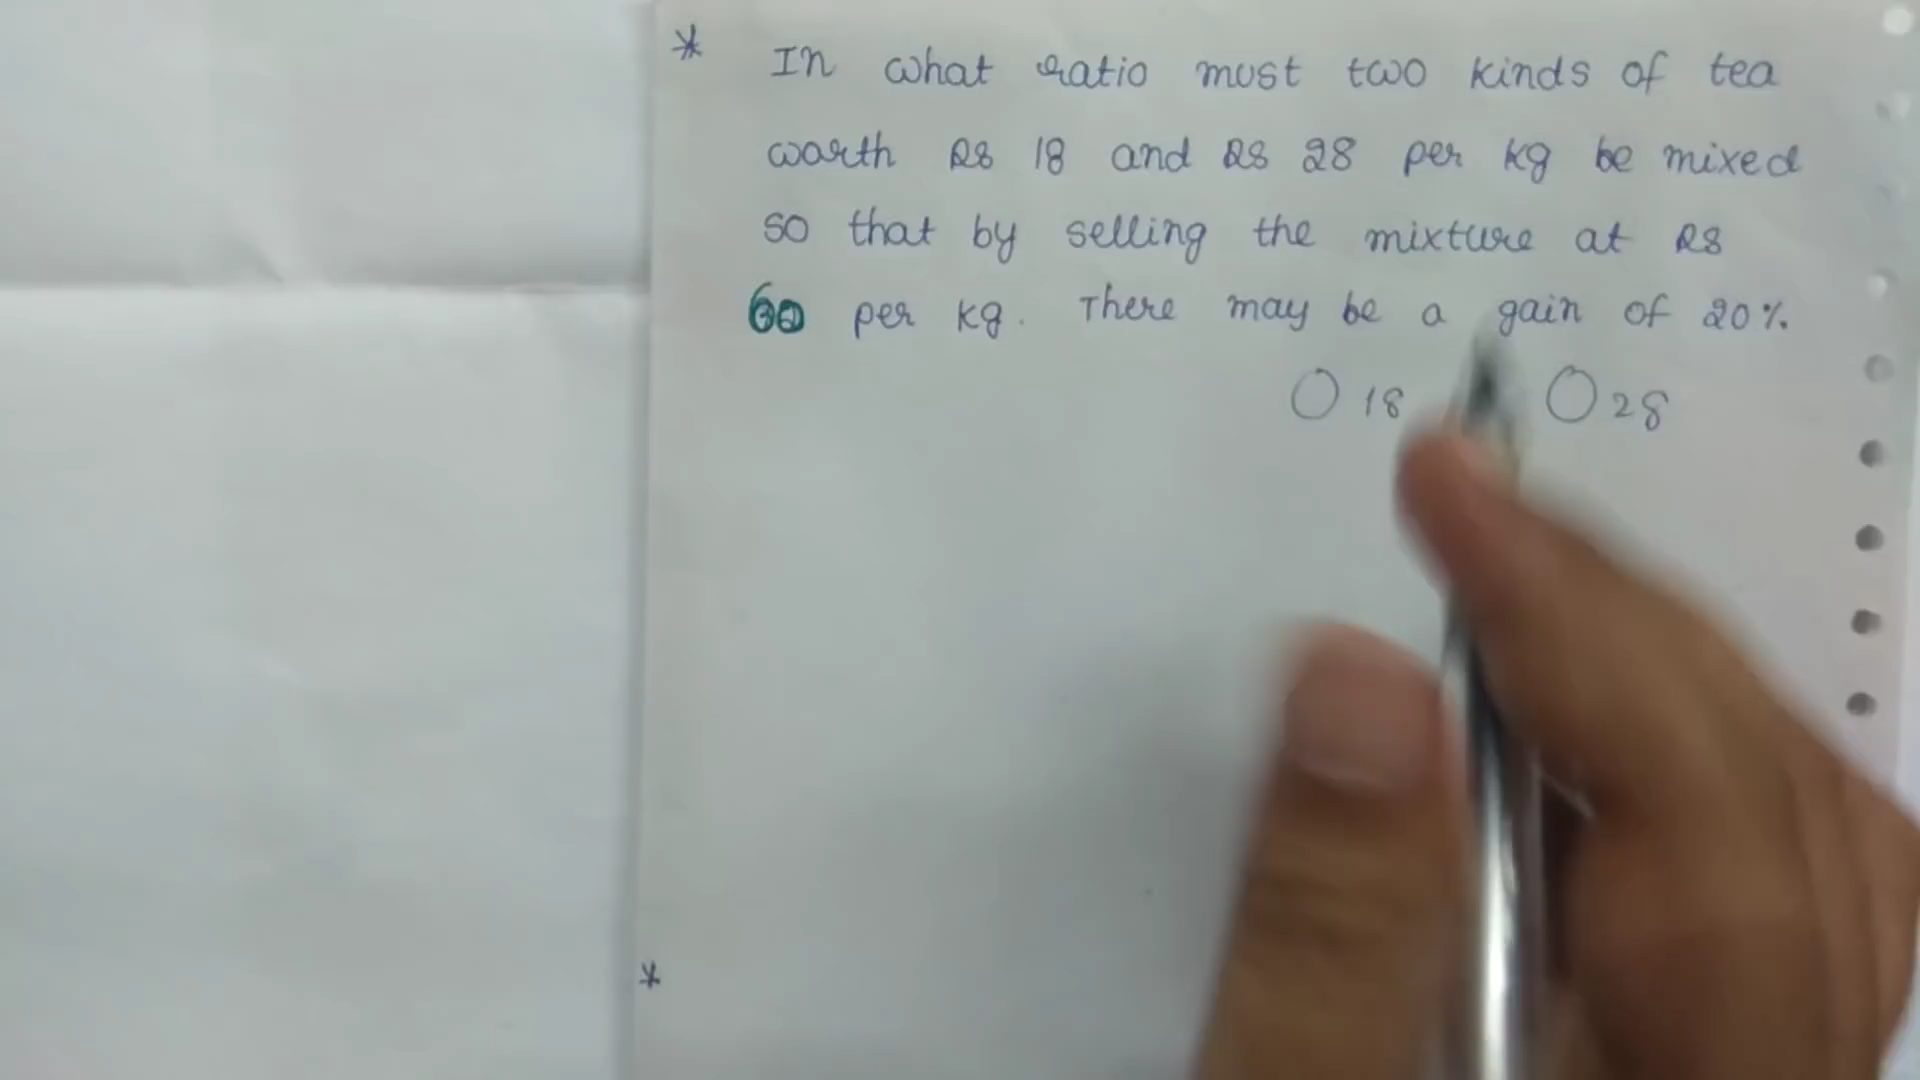 * In what ratio must two kinds of tea
worth Rs 18 and Rs 28 per kg be mixed
so that by selling the mixture at Rs
per kg. There may be a gain of 20%.
18 28
*